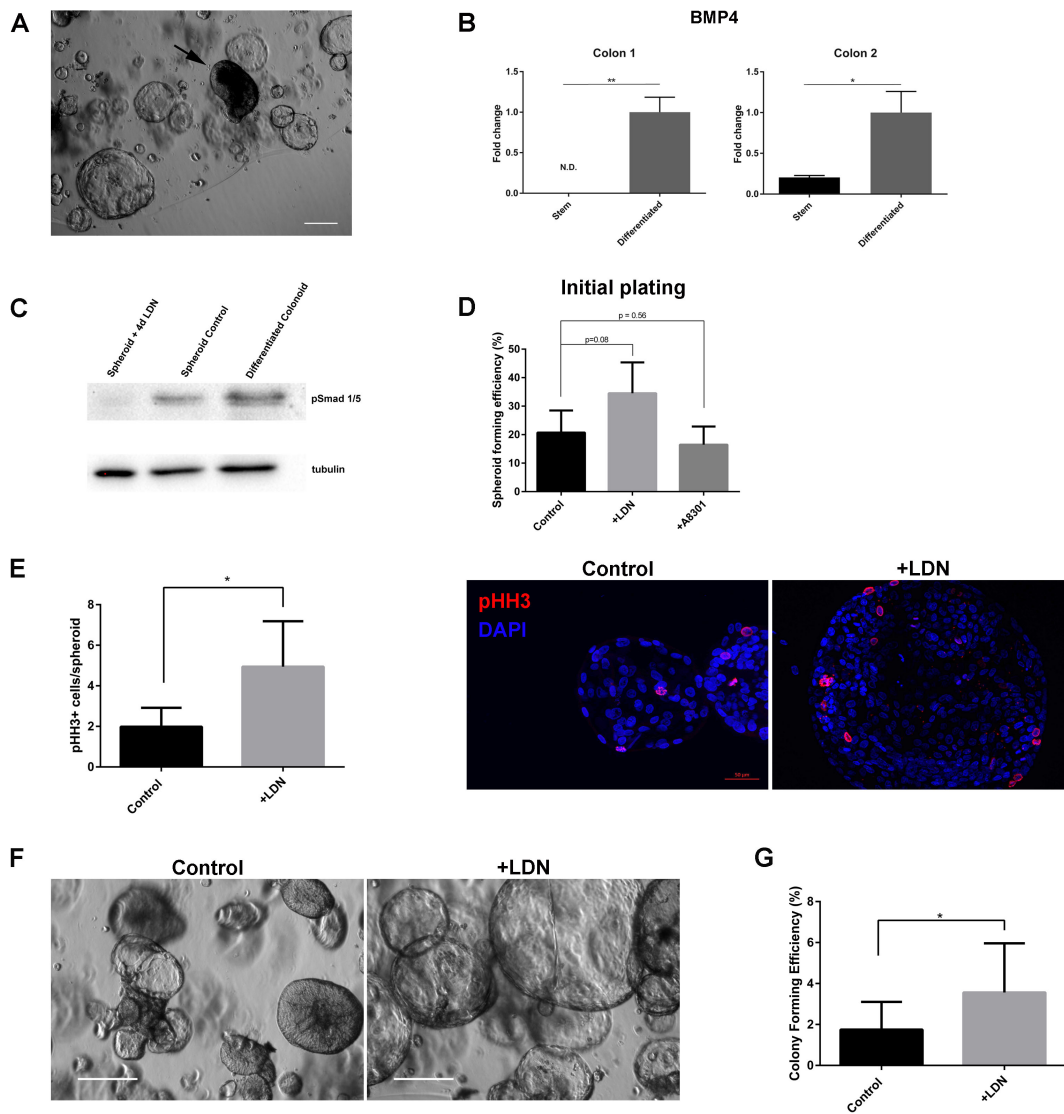 A
B
BMP4
Colon 1
1.5
1.0
0.5
0.0
Fold change
**
N.D.
Stem
Differentiated
Colon 2
1.5
1.0
0.5
0.0
Fold change
*
Stem
Differentiated
C
Spheroid + 4d LDN
Spheroid Control
Differentiated Colonoid
pSmad 1/5
tubulin
D
Initial plating
p = 0.56
p=0.08
50
40
30
20
10
0
Spheroid forming efficiency (%)
Control
+LDN
+A8301
E
*
8
6
4
2
0
pHH3+ cells/spheroid
Control
+LDN
Control
+LDN
pHH3
DAPI
50 µm
F
Control
+LDN
G
*
8
6
4
2
0
Colony Forming Efficiency (%)
Control
+LDN